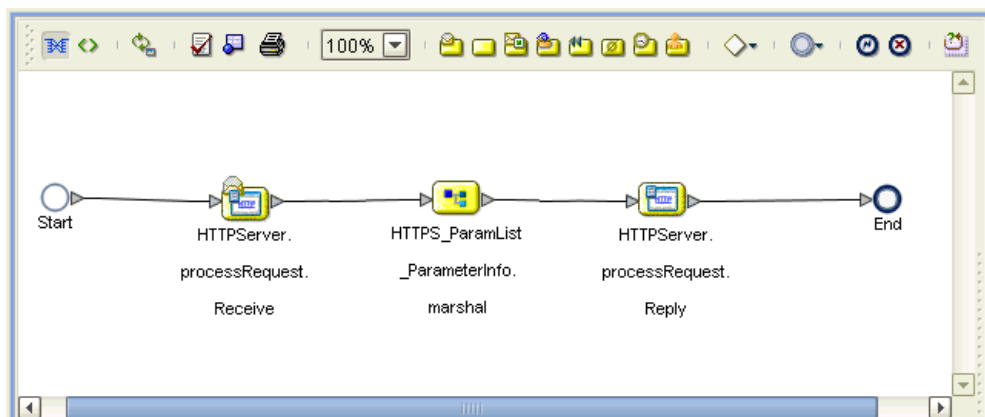 100%
Start
HTTPServer.
processRequest.
Receive
HTTPS_ParamList
_ParameterInfo.
marshal
HTTPServer.
processRequest.
Reply
End